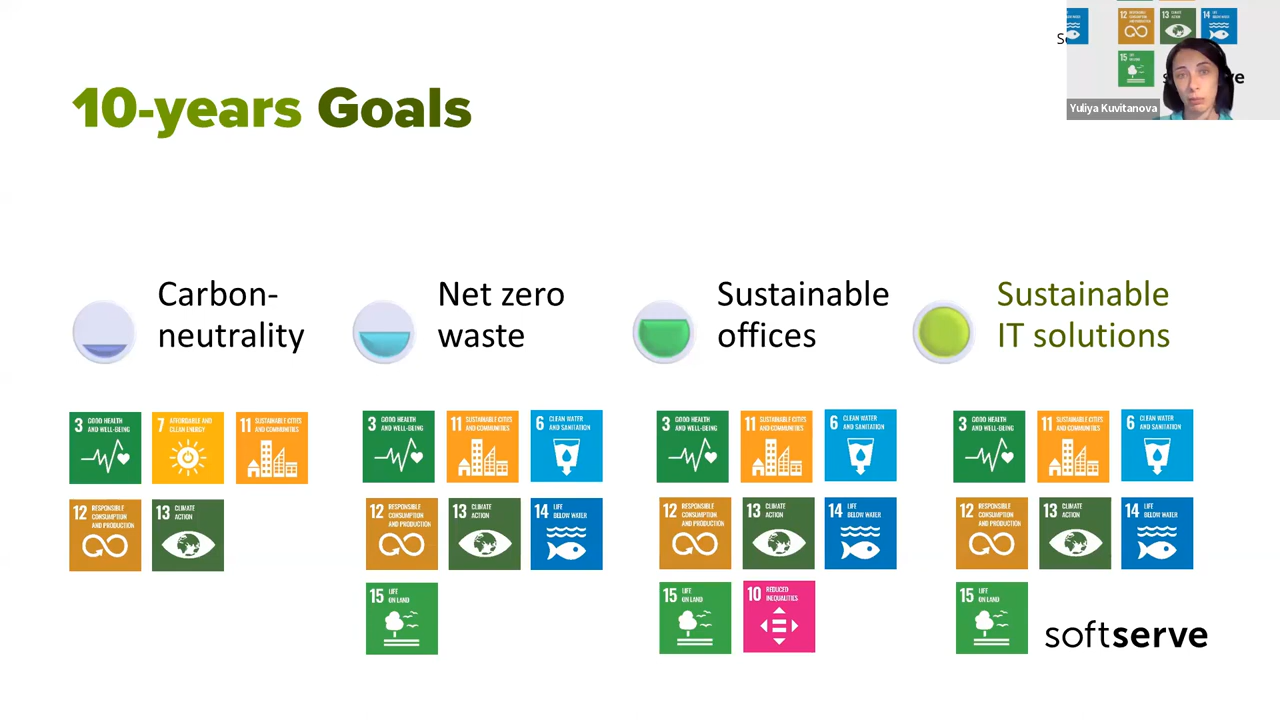 10-years Goals
Yuliya Kuvitanova
Carbon-
neutrality
Net zero
waste
Sustainable
offices
Sustainable
IT solutions
3 GOOD HEALTH
AND WELL-BEING
7 AFFORDABLE AND
CLEAN ENERGY
11 SUSTAINABLE CITIES
AND COMMUNITIES
12 RESPONSIBLE
CONSUMPTION
AND PRODUCTION
13 CLIMATE
ACTION
3 GOOD HEALTH
AND WELL-BEING
11 SUSTAINABLE CITIES
AND COMMUNITIES
6 CLEAN WATER
AND SANITATION
12 RESPONSIBLE
CONSUMPTION
AND PRODUCTION
13 CLIMATE
ACTION
14 LIFE
BELOW WATER
15 LIFE
ON LAND
3 GOOD HEALTH
AND WELL-BEING
11 SUSTAINABLE CITIES
AND COMMUNITIES
6 CLEAN WATER
AND SANITATION
12 RESPONSIBLE
CONSUMPTION
AND PRODUCTION
13 CLIMATE
ACTION
14 LIFE
BELOW WATER
15 LIFE
ON LAND
10 REDUCED
INEQUALITIES
3 GOOD HEALTH
AND WELL-BEING
11 SUSTAINABLE CITIES
AND COMMUNITIES
6 CLEAN WATER
AND SANITATION
12 RESPONSIBLE
CONSUMPTION
AND PRODUCTION
13 CLIMATE
ACTION
14 LIFE
BELOW WATER
15 LIFE
ON LAND
softserve